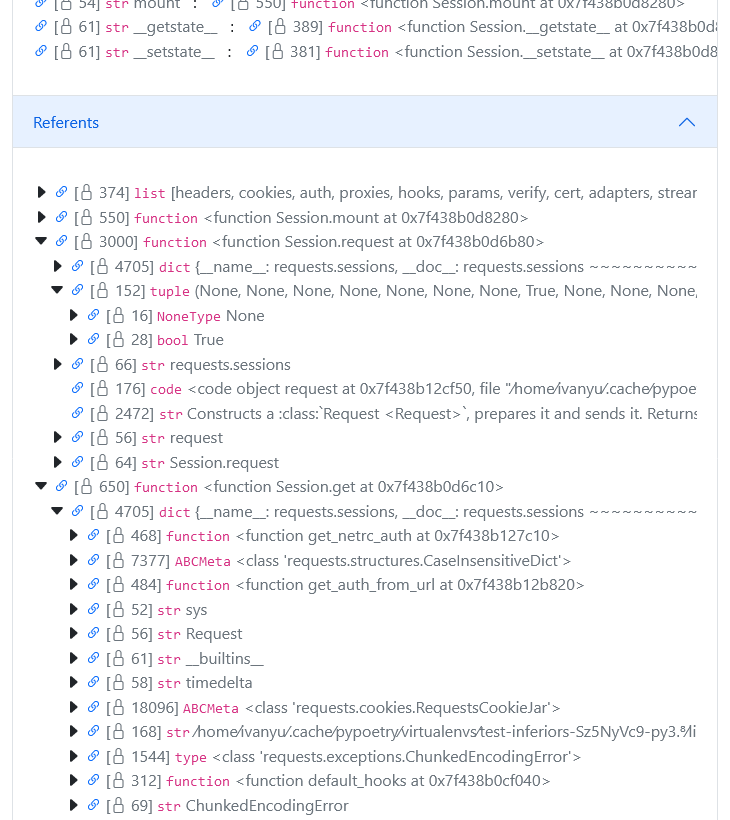 54] str mount : [ 550] function <function Session.mount at 0x7f438b0d8280>
[ 61] str __getstate__ : [ 389] function <function Session.__getstate__ at 0x7f438b0d8
[ 61] str __setstate__ : [ 381] function <function Session.__setstate__ at 0x7f438b0d8
Referents
[ 374] list [headers, cookies, auth, proxies, hooks, params, verify, cert, adapters, strear
[ 550] function <function Session.mount at 0x7f438b0d8280>
[ 3000] function <function Session.request at 0x7f438b0d6b80>
[ 4705] dict {__name__: requests.sessions, __doc__: requests.sessions ~~~~~~~~~~
[ 152] tuple (None, None, None, None, None, None, None, True, None, None, None,
[ 16] NoneType None
[ 28] bool True
[ 66] str requests.sessions
[ 176] code <code object request at 0x7f438b12cf50, file "/home/ivanyu/.cache/pypoe
[ 2472] str Constructs a :class:`Request <Request>`, prepares it and sends it. Returns
[ 56] str request
[ 64] str Session.request
[ 650] function <function Session.get at 0x7f438b0d6c10>
[ 4705] dict {__name__: requests.sessions, __doc__: requests.sessions ~~~~~~~~~~
[ 468] function <function get_netrc_auth at 0x7f438b127c10>
[ 7377] ABCMeta <class 'requests.structures.CaseInsensitiveDict'>
[ 484] function <function get_auth_from_url at 0x7f438b12b820>
[ 52] str sys
[ 56] str Request
[ 61] str __builtins__
[ 58] str timedelta
[ 18096] ABCMeta <class 'requests.cookies.RequestsCookieJar'>
[ 168] str /home/ivanyu/.cache/pypoetry/virtualenvs/test-inferiors-Sz5NyVc9-py3.
[ 1544] type <class 'requests.exceptions.ChunkedEncodingError'>
[ 312] function <function default_hooks at 0x7f438b0cf040>
[ 69] str ChunkedEncodingError